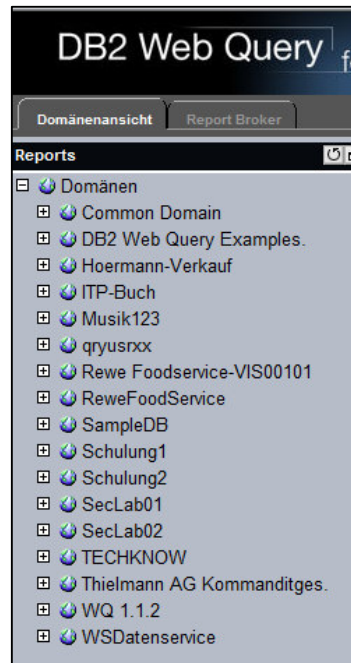 DB2 Web Query
Domänenansicht Report Broker
Reports
Domänen
Common Domain
DB2 Web Query Examples.
Hoermann-Verkauf
ITP-Buch
Musik123
qryusrxx
Rewe Foodservice-VIS00101
ReweFoodService
SampleDB
Schulung1
Schulung2
SecLab01
SecLab02
TECHKNOW
Thielmann AG Kommanditges.
WQ 1.1.2
WSDatenservice